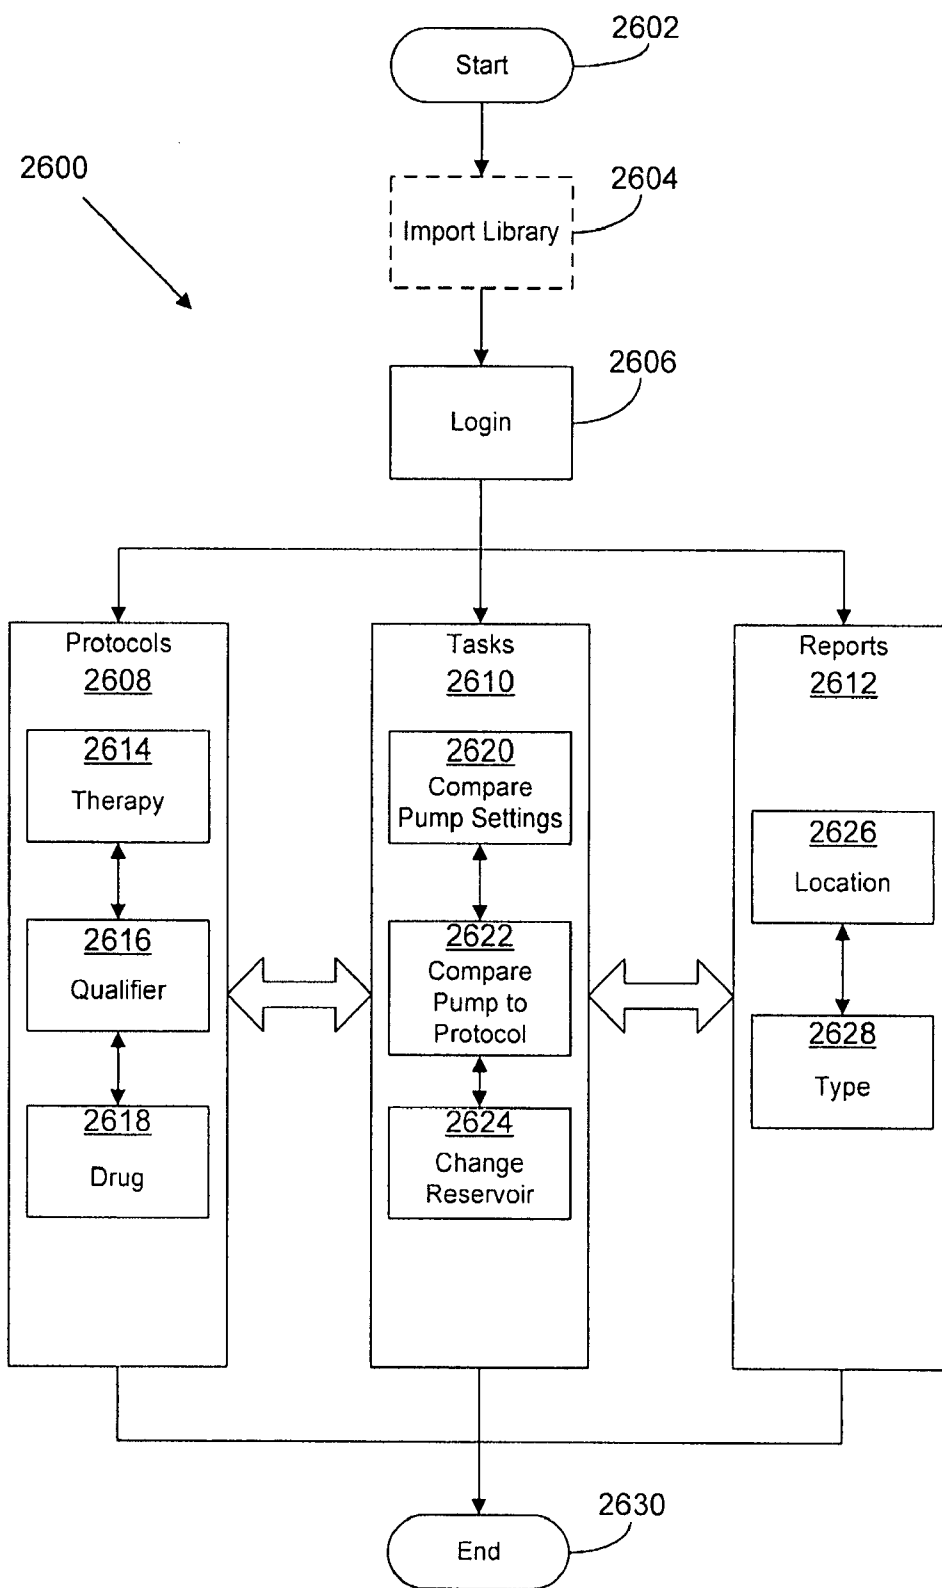 2602
Start
2600
2604
Import Library
2606
Login
Protocols
2608
2614
Therapy
2616
Qualifier
2618
Drug
Tasks
2610
2620
Compare
Pump Settings
2622
Compare
Pump to
Protocol
2624
Change
Reservoir
Reports
2612
2626
Location
2628
Type
2630
End